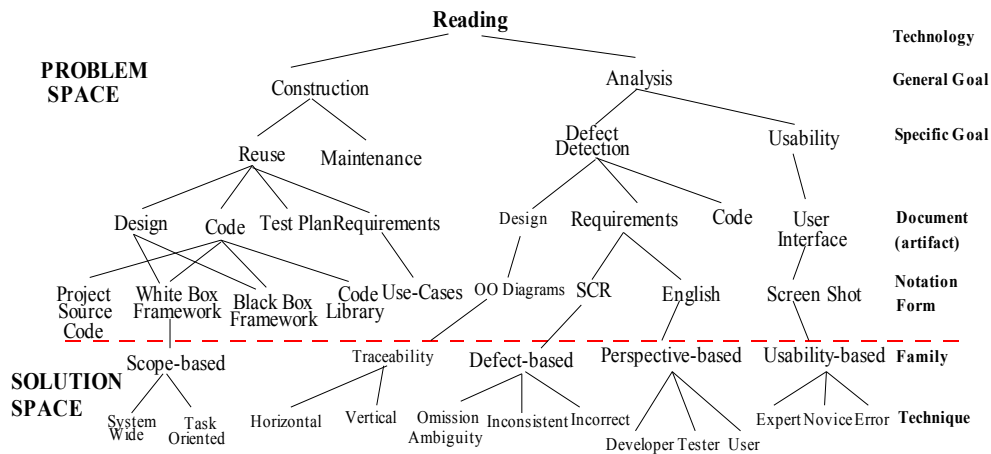 Reading
Technology
PROBLEM
SPACE
Construction
Analysis
General Goal
Reuse
Maintenance
Defect
Detection
Usability
Specific Goal
Design
Code
Test Plan
Requirements
Design
Requirements
Code
User
Interface
Document
(artifact)
Project
Source
Code
White Box
Framework
Black Box
Framework
Code
Library
Use-Cases
OO Diagrams
SCR
English
Screen Shot
Notation
Form
SOLUTION
SPACE
Scope-based
Traceability
Defect-based
Perspective-based
Usability-based
Family
System
Wide
Task
Oriented
Horizontal
Vertical
Omission
Ambiguity
Inconsistent
Incorrect
Developer
Tester
User
Expert
Novice
Error
Technique